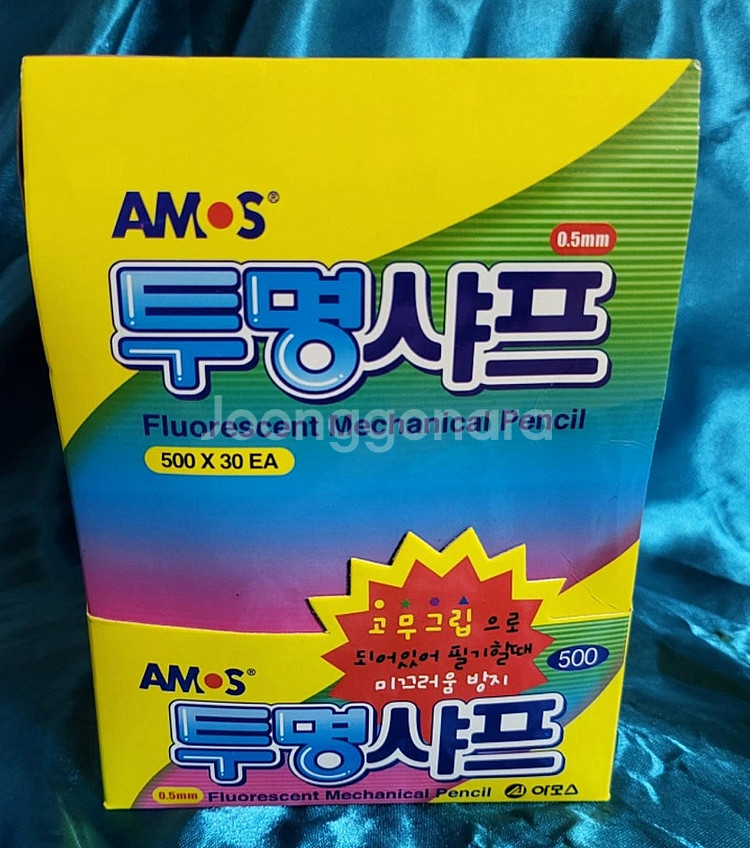 AMOS®
0.5mm
투명샤프
Fluorescent Mechanical Pencil
Joonggonara
500 X 30 EA
고무그립으로
되어있어 필기할때
미끄러움 방지
500
AMOS®
투명샤프
0.5mm Fluorescent Mechanical Pencil 아모스